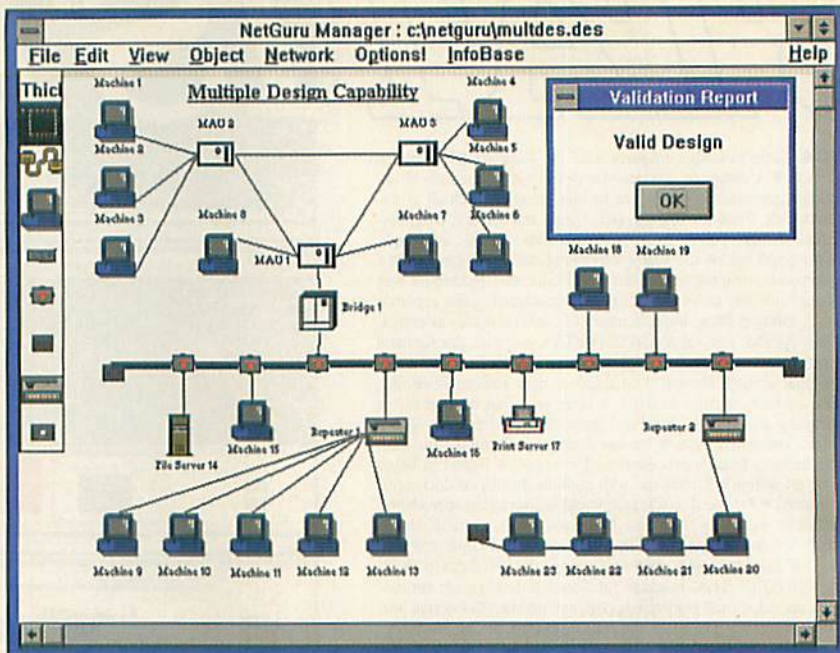 NetGuru Manager : c:\netguru\multdes.des
File Edit View Object Network Options! InfoBase Help
Thicl
Multiple Design Capability
Machine 1
Machine 2
Machine 3
MAU 2
MAU 3
Machine 4
Machine 5
Machine 6
Machine 8
Machine 7
MAU 1
Bridge 1
Validation Report
Valid Design
OK
Machine 18
Machine 19
File Server 14
Machine 15
Repeater 1
Machine 16
Print Server 17
Repeater 2
Machine 9
Machine 10
Machine 11
Machine 12
Machine 13
Machine 23
Machine 22
Machine 21
Machine 20